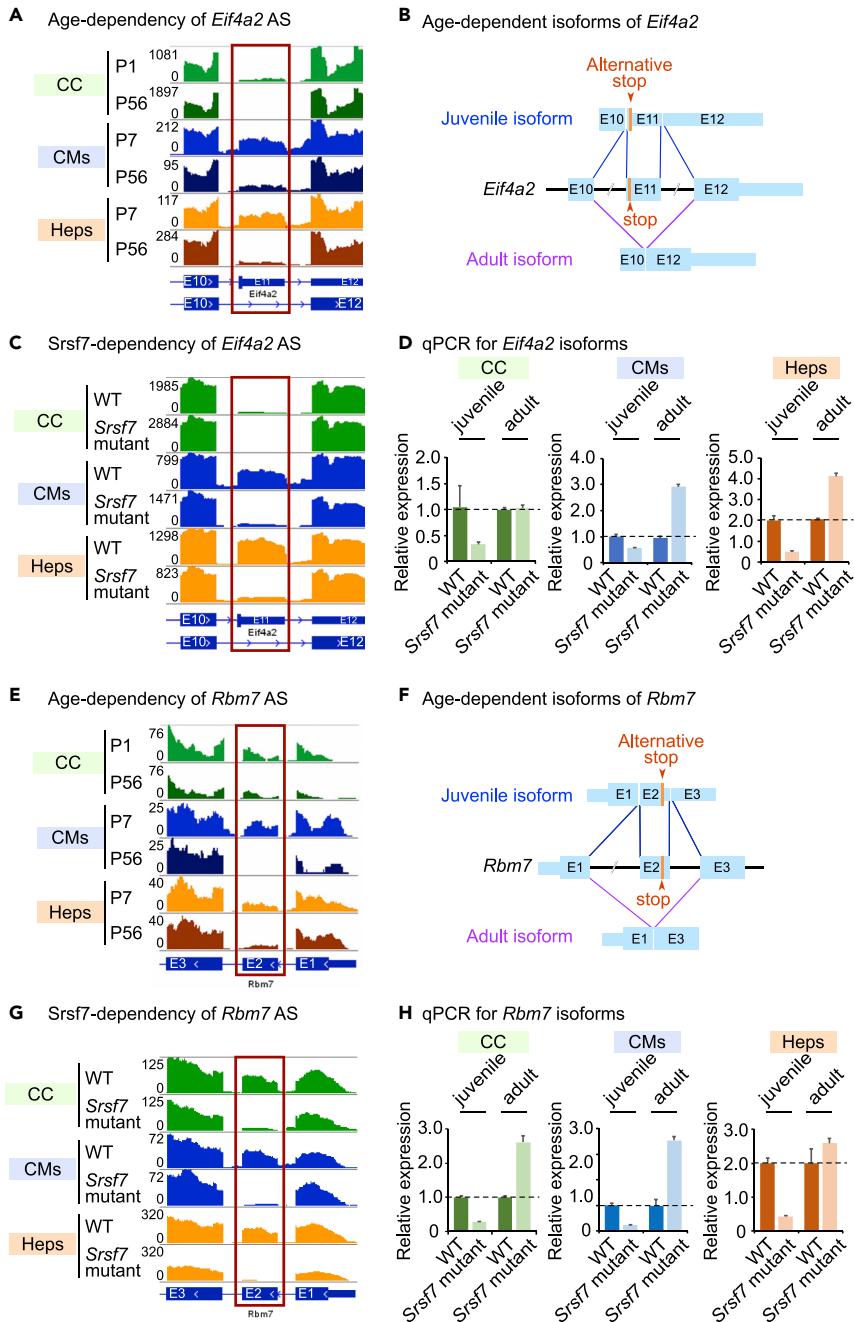 A Age-dependency of Eif4a2 AS
CC
P1
1081
0
P56
1897
0
CMs
P7
212
0
P56
95
0
Heps
P7
117
0
P56
284
0
E10 E11 E12
Eif4a2
E10 E12
B Age-dependent isoforms of Eif4a2
Alternative
stop
Juvenile isoform
E10 E11 E12
Eif4a2
E10 E11 E12
stop
Adult isoform
E10 E12
C Srsf7-dependency of Eif4a2 AS
CC
WT
1985
0
Srsf7
mutant
2884
0
CMs
WT
799
0
Srsf7
mutant
1471
0
Heps
WT
1298
0
Srsf7
mutant
823
0
E10 E11 E12
Eif4a2
E10 E12
D qPCR for Eif4a2 isoforms
CC
juvenile
adult
Relative expression
2.0
1.5
1.0
0.5
0
WT
Srsf7 mutant
WT
Srsf7 mutant
CMs
juvenile
adult
Relative expression
4.0
3.0
2.0
1.0
0
WT
Srsf7 mutant
WT
Srsf7 mutant
Heps
juvenile
adult
Relative expression
5.0
4.0
3.0
2.0
1.0
0
WT
Srsf7 mutant
WT
Srsf7 mutant
E Age-dependency of Rbm7 AS
CC
P1
76
0
P56
76
0
CMs
P7
25
0
P56
25
0
Heps
P7
40
0
P56
40
0
E3 E2 E1
Rbm7
F Age-dependent isoforms of Rbm7
Alternative
stop
Juvenile isoform
E1 E2 E3
Rbm7
E1 E2 E3
stop
Adult isoform
E1 E3
G Srsf7-dependency of Rbm7 AS
CC
WT
125
0
Srsf7
mutant
125
0
CMs
WT
72
0
Srsf7
mutant
72
0
Heps
WT
320
0
Srsf7
mutant
320
0
E3 E2 E1
Rbm7
H qPCR for Rbm7 isoforms
CC
juvenile
adult
Relative expression
3.0
2.0
1.0
0
WT
Srsf7 mutant
WT
Srsf7 mutant
CMs
juvenile
adult
Relative expression
3.0
2.0
1.0
0
WT
Srsf7 mutant
WT
Srsf7 mutant
Heps
juvenile
adult
Relative expression
3.0
2.0
1.0
0
WT
Srsf7 mutant
WT
Srsf7 mutant